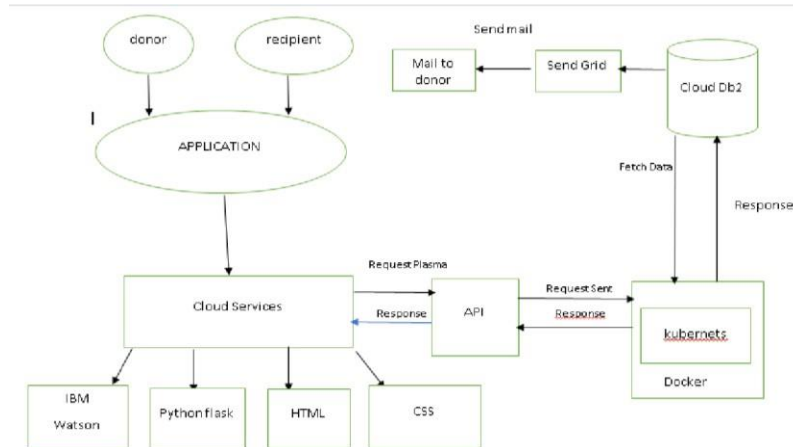 donor
recipient
Send mail
Mail to
donor
Send Grid
Cloud Db2
APPLICATION
Fetch Data
Response
Request Plasma
Cloud Services
Response
API
Request Sent
Response
kubernets
Docker
IBM
Watson
Python flask
HTML
CSS